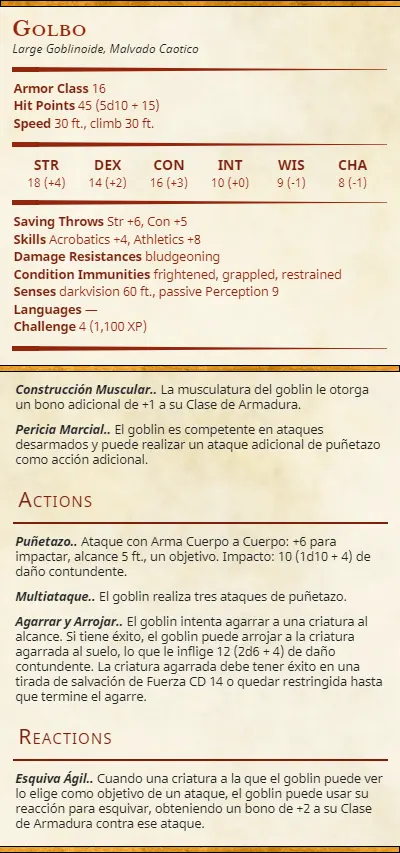 Golbo
Large Goblinoide, Malvado Caotico
Armor Class 16
Hit Points 45 (5d10 + 15)
Speed 30 ft., climb 30 ft.
STR DEX CON INT WIS CHA
18 (+4) 14 (+2) 16 (+3) 10 (+0) 9 (-1) 8 (-1)
Saving Throws Str +6, Con +5
Skills Acrobatics +4, Athletics +8
Damage Resistances bludgeoning
Condition Immunities frightened, grappled, restrained
Senses darkvision 60 ft., passive Perception 9
Languages —
Challenge 4 (1,100 XP)
Construcción Muscular.. La musculatura del goblin le otorga
un bono adicional de +1 a su Clase de Armadura.
Pericia Marcial.. El goblin es competente en ataques
desarmados y puede realizar un ataque adicional de puñetazo
como acción adicional.
Actions
Puñetazo.. Ataque con Arma Cuerpo a Cuerpo: +6 para
impactar, alcance 5 ft., un objetivo. Impacto: 10 (1d10 + 4) de
daño contundente.
Multiataque.. El goblin realiza tres ataques de puñetazo.
Agarrar y Arrojar.. El goblin intenta agarrar a una criatura al
alcance. Si tiene éxito, el goblin puede arrojar a la criatura
agarrada al suelo, lo que le inflige 12 (2d6 + 4) de daño
contundente. La criatura agarrada debe tener éxito en una
tirada de salvación de Fuerza CD 14 o quedar restringida hasta
que termine el agarre.
Reactions
Esquiva Ágil.. Cuando una criatura a la que el goblin puede ver
lo elige como objetivo de un ataque, el goblin puede usar su
reacción para esquivar, obteniendo un bono de +2 a su Clase
de Armadura contra ese ataque.